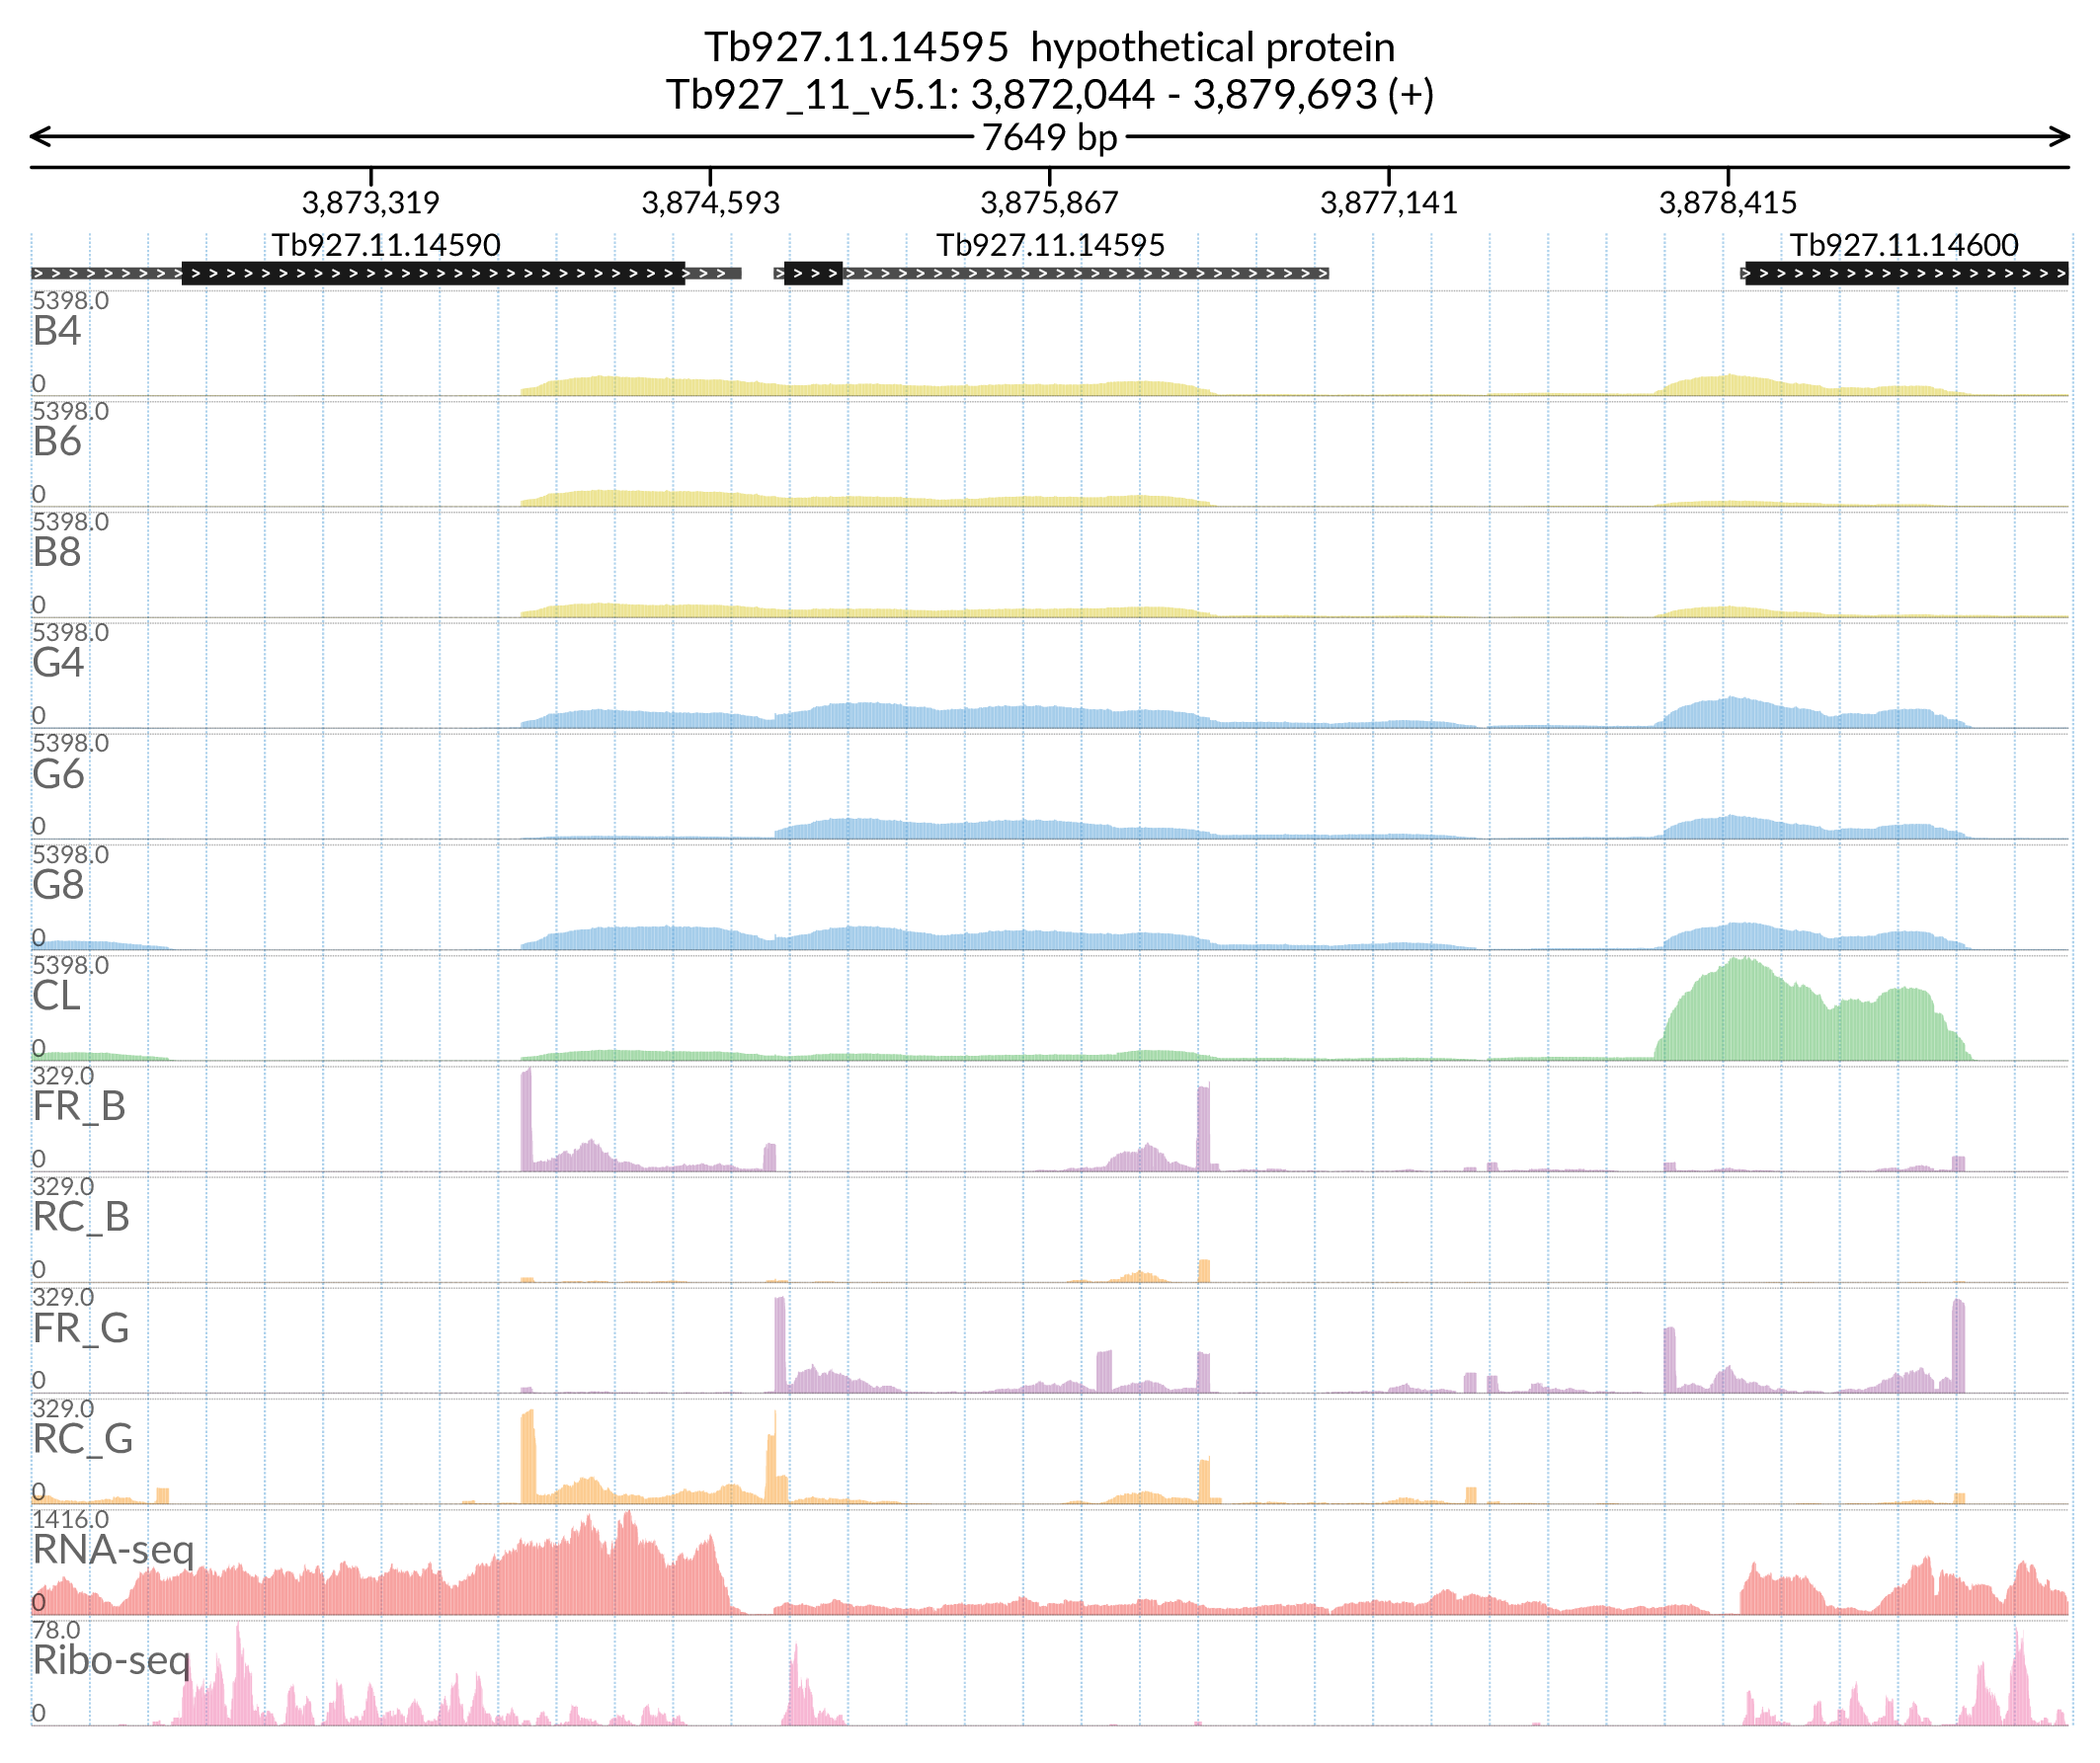 Tb927.11.14595 hypothetical protein
Tb927_11_v5.1: 3,872,044 - 3,879,693 (+)
7649 bp
3,873,319 3,874,593 3,875,867 3,877,141 3,878,415
Tb927.11.14590 Tb927.11.14595 Tb927.11.14600
5398.0
B4
0
5398.0
B6
0
5398.0
B8
0
5398.0
G4
0
5398.0
G6
0
5398.0
G8
0
5398.0
CL
0
329.0
FR_B
0
329.0
RC_B
0
329.0
FR_G
0
329.0
RC_G
0
1416.0
RNA-seq
0
78.0
Ribo-seq
0